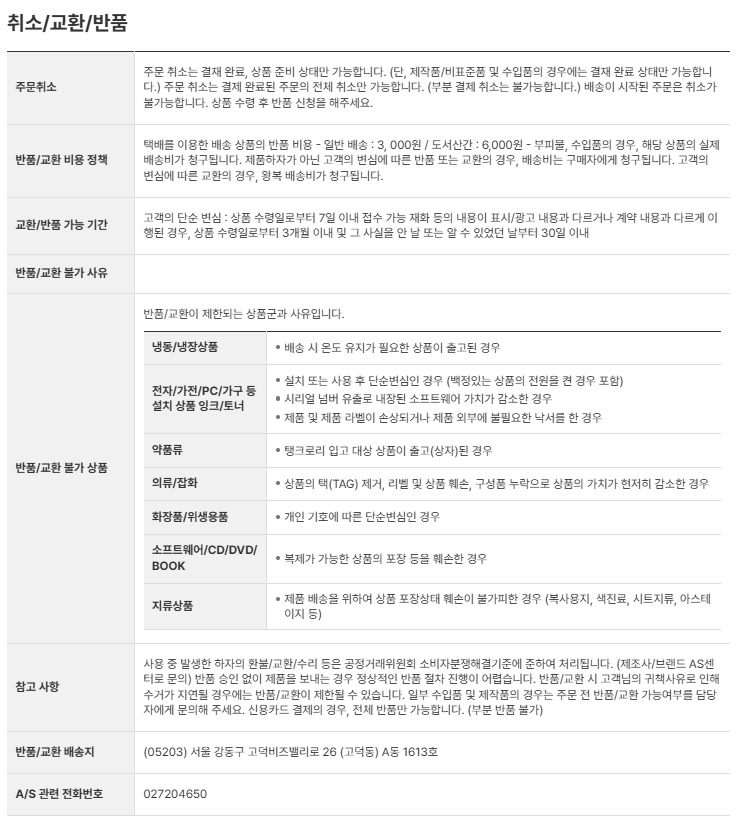 취소/교환/반품
주문취소
주문 취소는 결재 완료, 상품 준비 상태만 가능합니다. (단, 제작품/비표준품 및 수입품의 경우에는 결재 완료 상태만 가능합니
다.) 주문 취소는 결제 완료된 주문의 전체 취소만 가능합니다. (부분 결제 취소는 불가능합니다.) 배송이 시작된 주문은 취소가
불가능합니다. 상품 수령 후 반품 신청을 해주세요.
반품/교환 비용 정책
택배를 이용한 배송 상품의 반품 비용 - 일반 배송 : 3, 000원 / 도서산간 : 6,000원 - 부피물, 수입품의 경우, 해당 상품의 실제
배송비가 청구됩니다. 제품하자가 아닌 고객의 변심에 따른 반품 또는 교환의 경우, 배송비는 구매자에게 청구됩니다. 고객의
변심에 따른 교환의 경우, 왕복 배송비가 청구됩니다.
교환/반품 가능 기간
고객의 단순 변심 : 상품 수령일로부터 7일 이내 접수 가능 재화 등의 내용이 표시/광고 내용과 다르거나 계약 내용과 다르게 이
행된 경우, 상품 수령일로부터 3개월 이내 및 그 사실을 안 날 또는 알 수 있었던 날부터 30일 이내
반품/교환 불가 사유
반품/교환 불가 상품
반품/교환이 제한되는 상품군과 사유입니다.
냉동/냉장상품
• 배송 시 온도 유지가 필요한 상품이 출고된 경우
전자/가전/PC/가구 등
설치 상품 잉크/토너
• 설치 또는 사용 후 단순변심인 경우 (백정있는 상품의 전원을 켠 경우 포함)
• 시리얼 넘버 유출로 내장된 소프트웨어 가치가 감소한 경우
• 제품 및 제품 라벨이 손상되거나 제품 외부에 불필요한 낙서를 한 경우
약품류
• 탱크로리 입고 대상 상품이 출고(상자)된 경우
의류/잡화
• 상품의 택(TAG) 제거, 리벨 및 상품 훼손, 구성품 누락으로 상품의 가치가 현저히 감소한 경우
화장품/위생용품
• 개인 기호에 따른 단순변심인 경우
소프트웨어/CD/DVD/
BOOK
• 복제가 가능한 상품의 포장 등을 훼손한 경우
지류상품
• 제품 배송을 위하여 상품 포장상태 훼손이 불가피한 경우 (복사용지, 색진료, 시트지류, 아스테
이지 등)
참고 사항
사용 중 발생한 하자의 환불/교환/수리 등은 공정거래위원회 소비자분쟁해결기준에 준하여 처리됩니다. (제조사/브랜드 AS센
터로 문의) 반품 승인 없이 제품을 보내는 경우 정상적인 반품 절차 진행이 어렵습니다. 반품/교환 시 고객님의 귀책사유로 인해
수거가 지연될 경우에는 반품/교환이 제한될 수 있습니다. 일부 수입품 및 제작품의 경우는 주문 전 반품/교환 가능여부를 담당
자에게 문의해 주세요. 신용카드 결제의 경우, 전체 반품만 가능합니다. (부분 반품 불가)
반품/교환 배송지
(05203) 서울 강동구 고덕비즈밸리로 26 (고덕동) A동 1613호
A/S 관련 전화번호
027204650